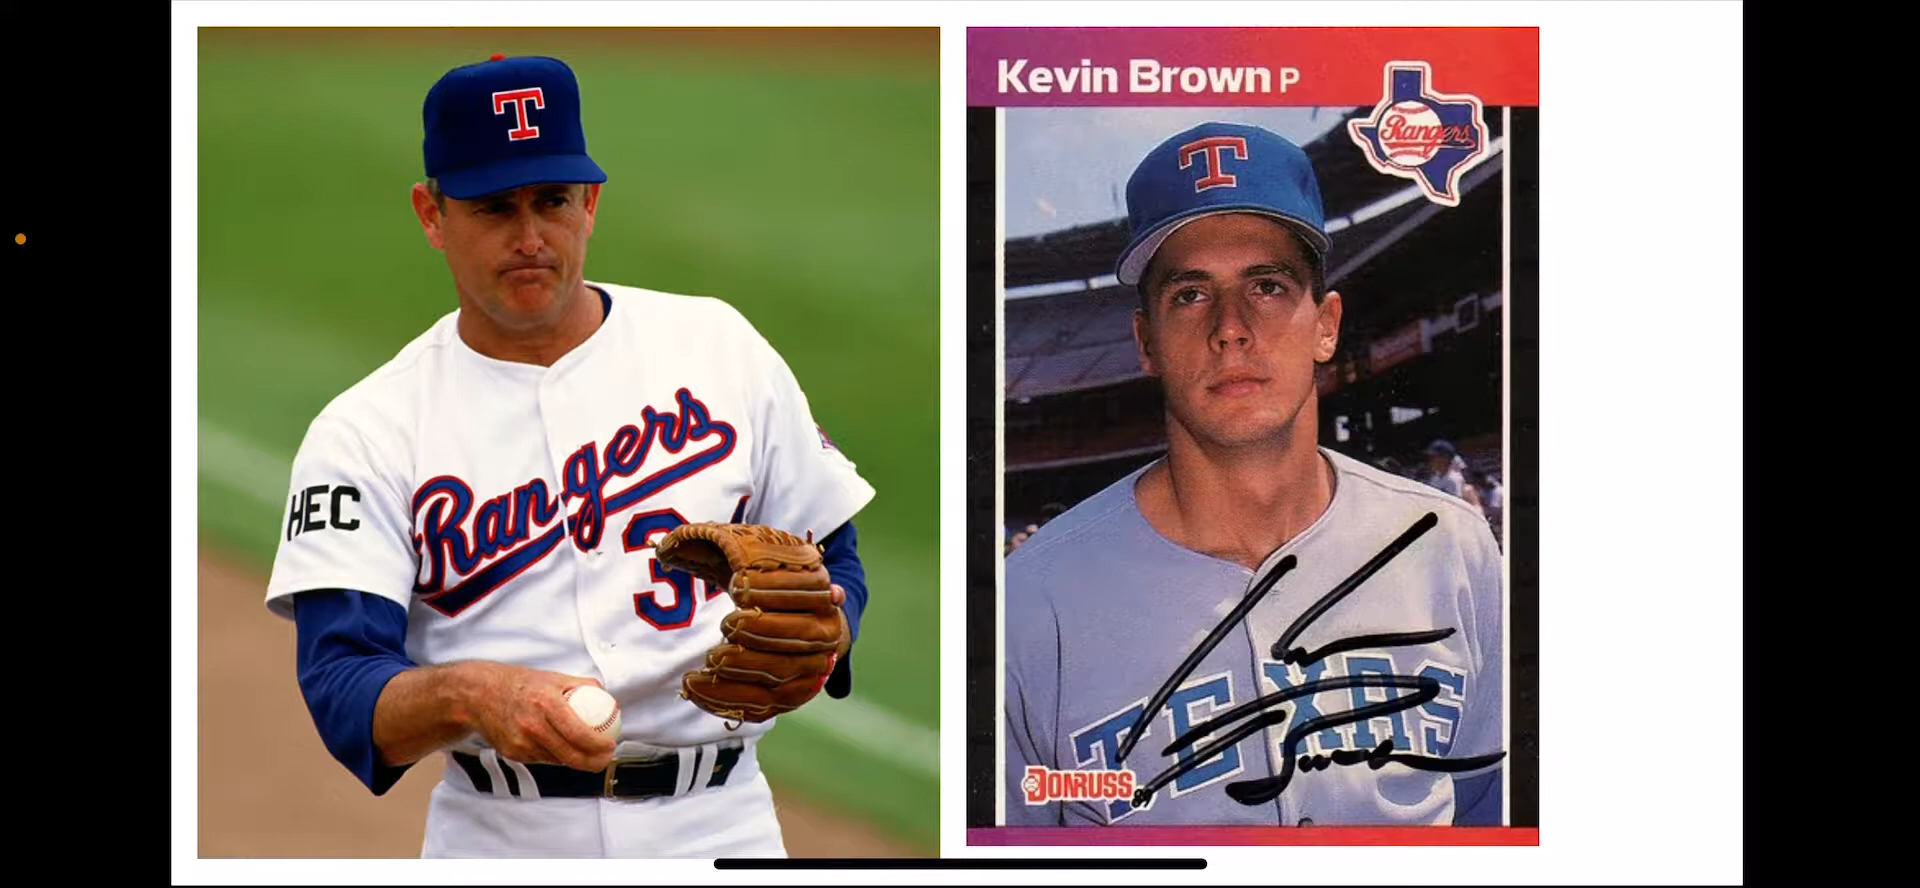 T
HEC
Rangers
3
Kevin Brown P
Rangers
T
TEXAS
DONRUSS
89